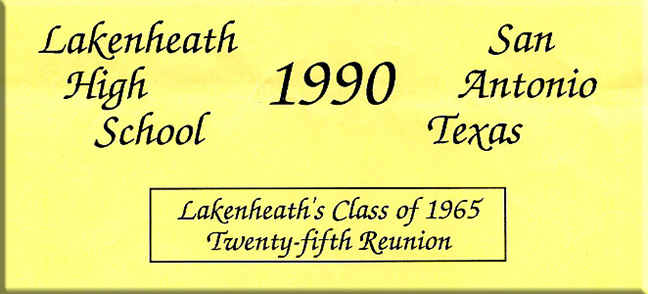 Lakenheath
High
School
1990
San
Antonio
Texas
Lakenheath's Class of 1965
Twenty-fifth Reunion